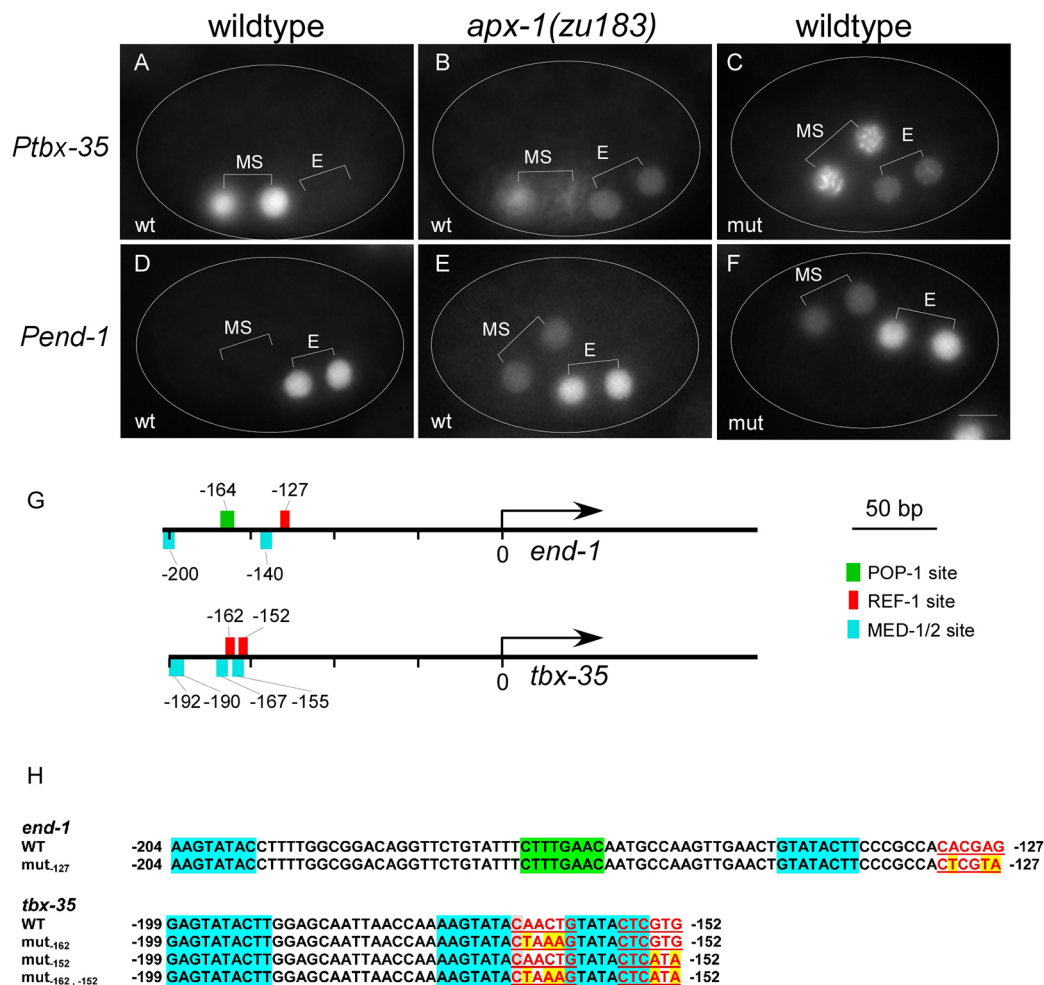 wildtype apx-1(zu183) wildtype
A B C
Ptbx-35
MS E MS E MS E
wt wt mut
D E F
Pend-1
MS E MS E MS E
wt wt mut
G
-164 -127
-200 -140 0 end-1
50 bp
POP-1 site
REF-1 site
MED-1/2 site
-162 -152
-192 -190 -167 -155 0 tbx-35
H
end-1
WT -204 AAGTATACCTTTTGGCGGACAGGTTCTGTATTTCTTTGAACAATGCCAAGTTGAACTGTATACTTCCCGCCACACGAG -127
mut-127 -204 AAGTATACCTTTTGGCGGACAGGTTCTGTATTTCTTTGAACAATGCCAAGTTGAACTGTATACTTCCCGCCACTCGTA -127
tbx-35
WT -199 GAGTATACTTGGAGCAATTAACCAAAAGTATACAACTGTATACTCGTG -152
mut-162 -199 GAGTATACTTGGAGCAATTAACCAAAAGTATACTAAAGTATACTCGTG -152
mut-152 -199 GAGTATACTTGGAGCAATTAACCAAAAGTATACAACTGTATACTCATA -152
mut-162 , -152 -199 GAGTATACTTGGAGCAATTAACCAAAAGTATACTAAAGTATACTCATA -152